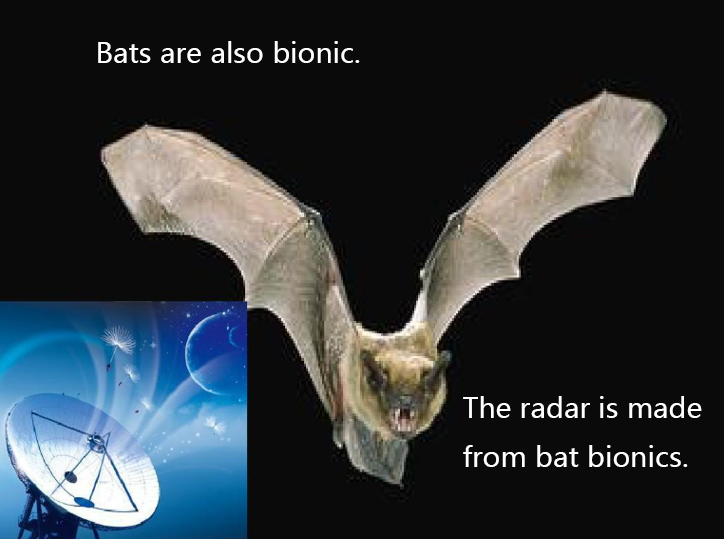 Bats are also bionic.
The radar is made
from bat bionics.